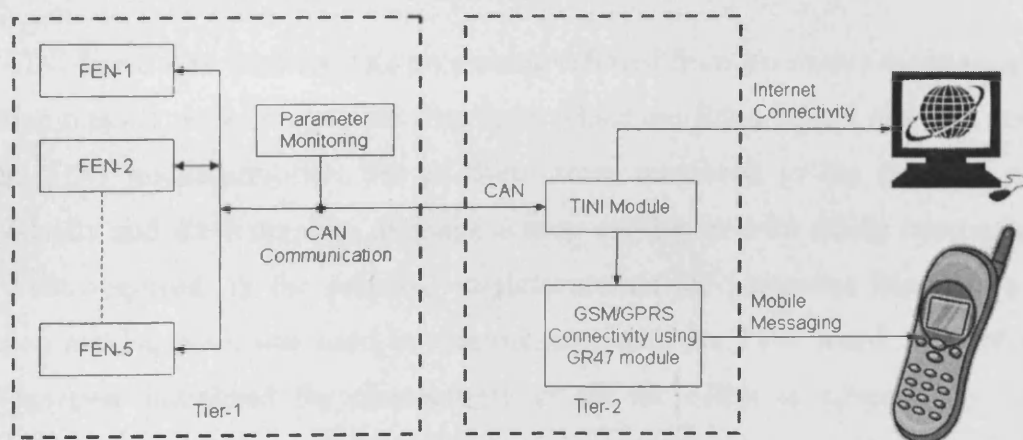 FEN-1
FEN-2
FEN-5
Parameter
Monitoring
CAN
Communication
Tier-1
CAN
TINI Module
GSM/GPRS
Connectivity using
GR47 module
Tier-2
Internet
Connectivity
Mobile
Messaging